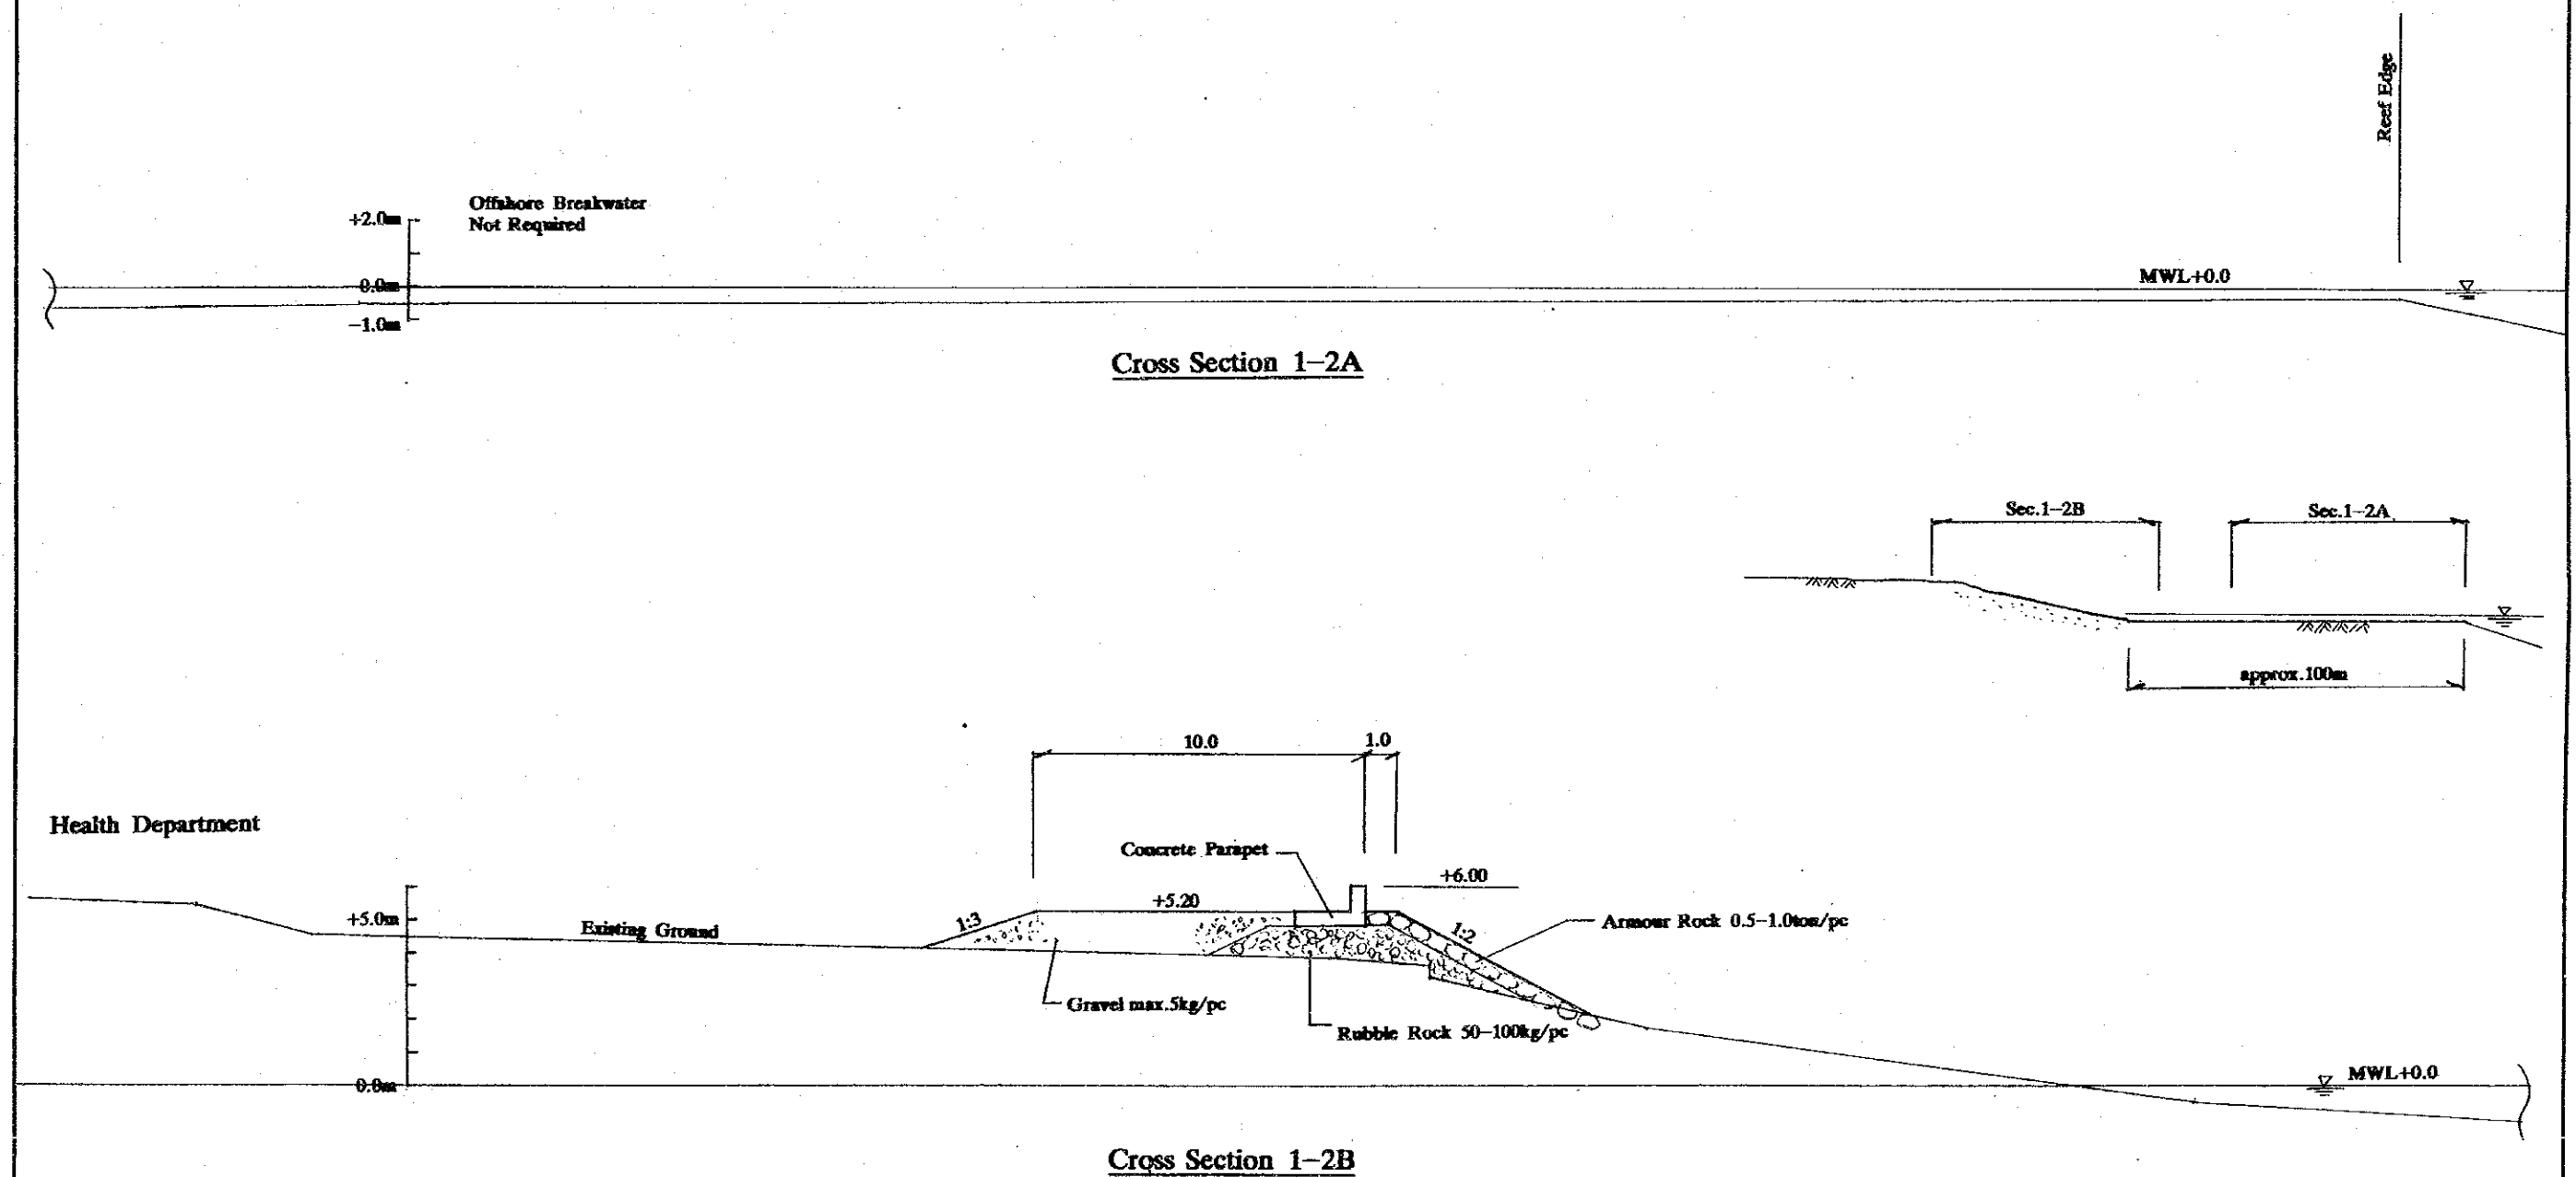 Reef Edge
Offshore Breakwater
Not Required
+2.0m
0.0m
-1.0m
MWL+0.0
Cross Section 1-2A
Sec.1-2B
Sec.1-2A
approx.100m
10.0
1.0
Health Department
Concrete Parapet
+6.00
+5.20
1:3
1:2
+5.0m
Existing Ground
Armour Rock 0.5-1.0ton/pc
Gravel max.5kg/pc
Rubble Rock 50-100kg/pc
0.0m
MWL+0.0
Cross Section 1-2B